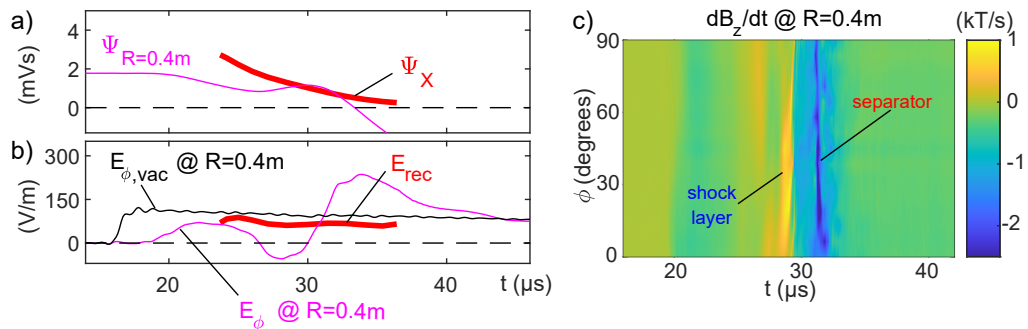 a)
4
2
0
(mVs)
Ψ_R=0.4m
Ψ_X
b)
300
150
0
(V/m)
E_ϕ,vac @ R=0.4m
E_rec
20 30 40
t (μs)
E_ϕ @ R=0.4m
c)
dB_z/dt @ R=0.4m
(kT/s)
90
60
30
0
ϕ (degrees)
separator
shock
layer
20 30 40
t (μs)
1
0
-1
-2